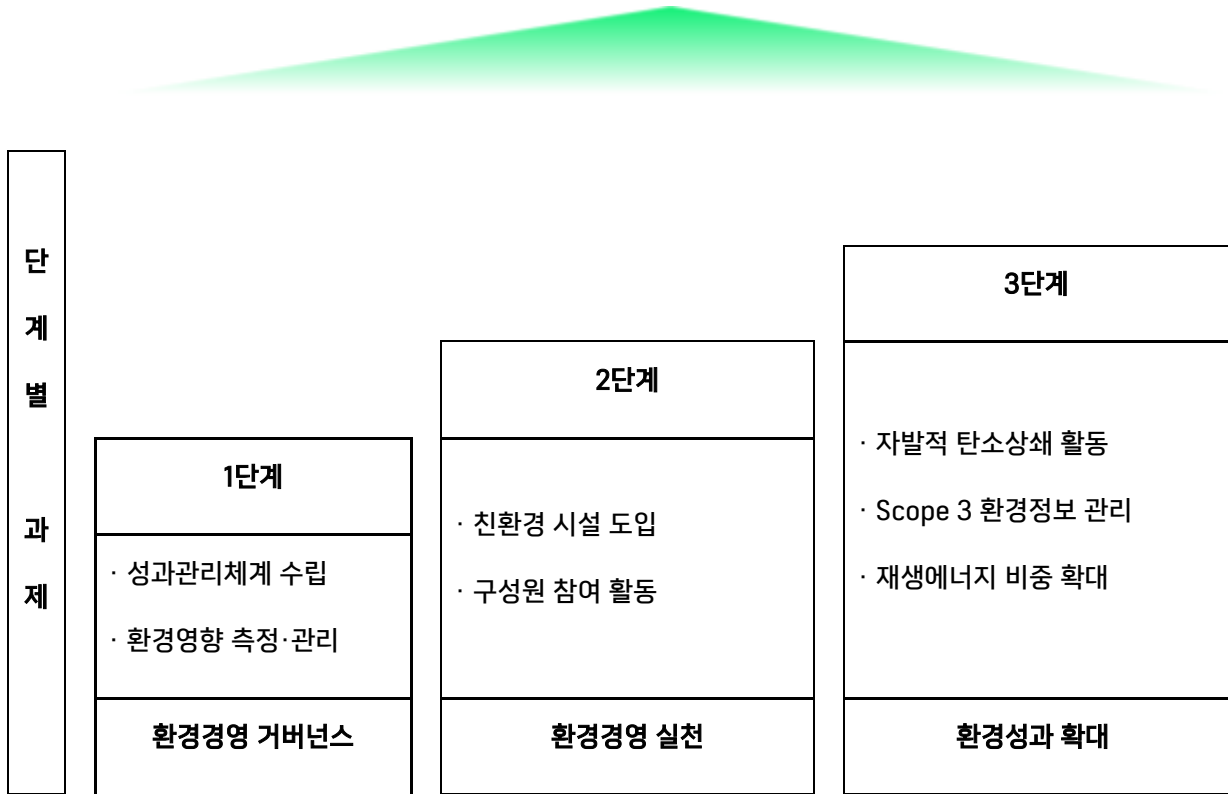 단계별 과제
1단계
· 성과관리체계 수립
· 환경영향 측정·관리
환경경영 거버넌스
2단계
· 친환경 시설 도입
· 구성원 참여 활동
환경경영 실천
3단계
· 자발적 탄소상쇄 활동
· Scope 3 환경정보 관리
· 재생에너지 비중 확대
환경성과 확대